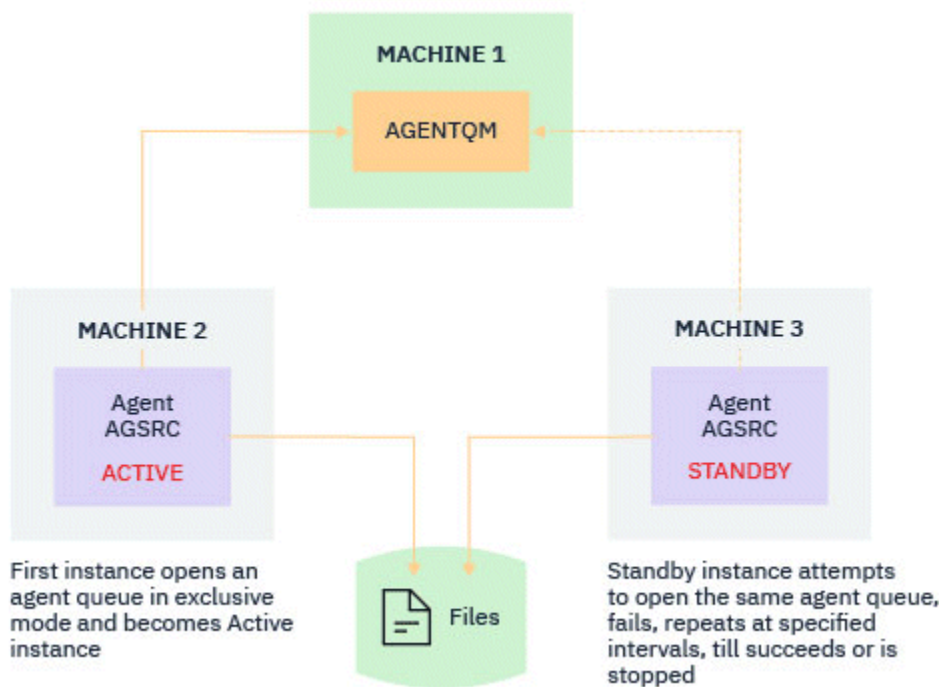 MACHINE 1
AGENTQM
MACHINE 2
Agent
AGSRC
ACTIVE
First instance opens an
agent queue in exclusive
mode and becomes Active
instance
MACHINE 3
Agent
AGSRC
STANDBY
Standby instance attempts
to open the same agent queue,
fails, repeats at specified
intervals, till succeeds or is
stopped
Files